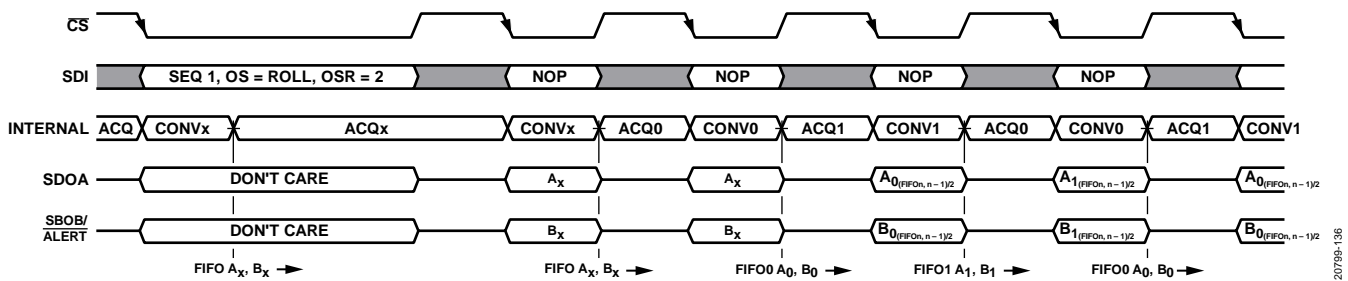 CS
SDI SEQ 1, OS = ROLL, OSR = 2 NOP NOP NOP NOP
INTERNAL ACQ CONVx ACQx CONVx ACQ0 CONV0 ACQ1 CONV1 ACQ0 CONV0 ACQ1 CONV1
SDOA DON'T CARE Ax Ax A0(FIFOn, n – 1)/2 A1(FIFOn, n – 1)/2 A0(FIFOn, n – 1)/2
SBOB/
ALERT DON'T CARE Bx Bx B0(FIFOn, n – 1)/2 B1(FIFOn, n – 1)/2 B0(FIFOn, n – 1)/2
FIFO Ax, Bx FIFO Ax, Bx FIFO0 A0, B0 FIFO1 A1, B1 FIFO0 A0, B0
20799-136